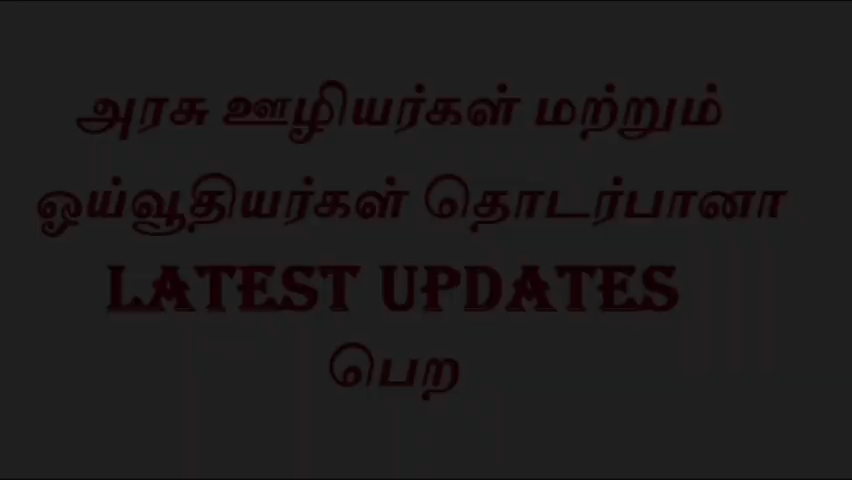 அரசு ஊழியர்கள் மற்றும்
ஓய்வூதியர்கள் தொடர்பானா
LATEST UPDATES
பெற